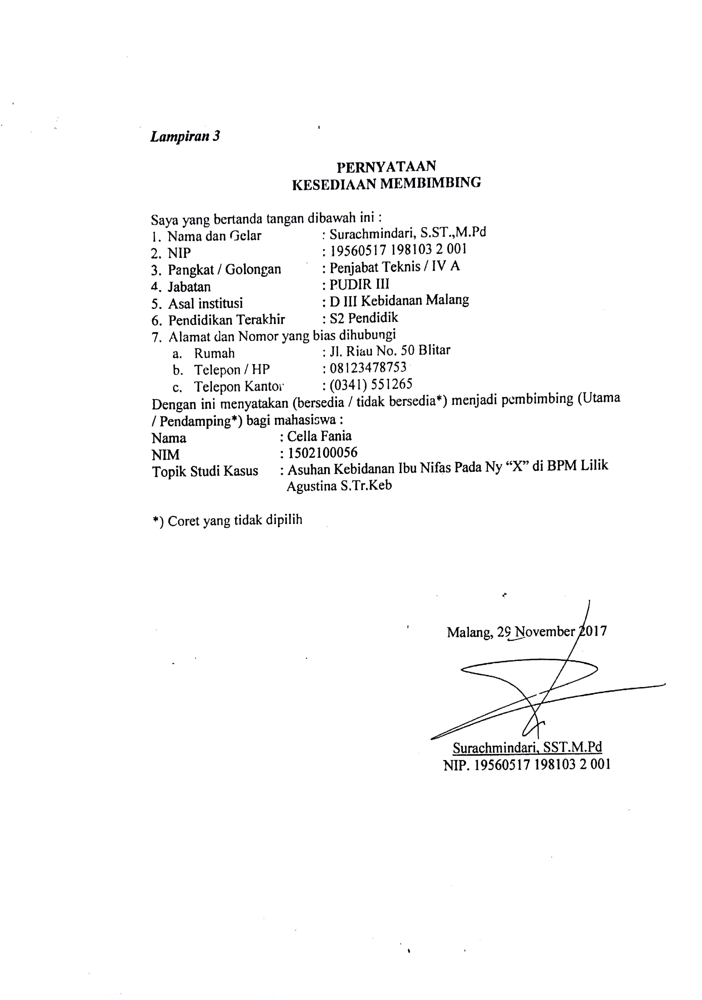 Lampiran 3
PERNYATAAN
KESEDIAAN MEMBIMBING
Saya yang bertanda tangan dibawah ini :
1. Nama dan Gelar : Surachmindari, S.ST.,M.Pd
2. NIP : 19560517 198103 2 001
3. Pangkat / Golongan : Penjabat Teknis / IV A
4. Jabatan : PUDIR III
5. Asal institusi : D III Kebidanan Malang
6. Pendidikan Terakhir : S2 Pendidik
7. Alamat dan Nomor yang bias dihubungi
a. Rumah : Jl. Riau No. 50 Blitar
b. Telepon / HP : 08123478753
c. Telepon Kantor : (0341) 551265
Dengan ini menyatakan (bersedia / tidak bersedia*) menjadi pembimbing (Utama
/ Pendamping*) bagi mahasiswa :
Nama : Cella Fania
NIM : 1502100056
Topik Studi Kasus : Asuhan Kebidanan Ibu Nifas Pada Ny “X” di BPM Lilik
Agustina S.Tr.Keb
*) Coret yang tidak dipilih
Malang, 29 November 2017
Surachmindari, SST.M.Pd
NIP. 19560517 198103 2 001